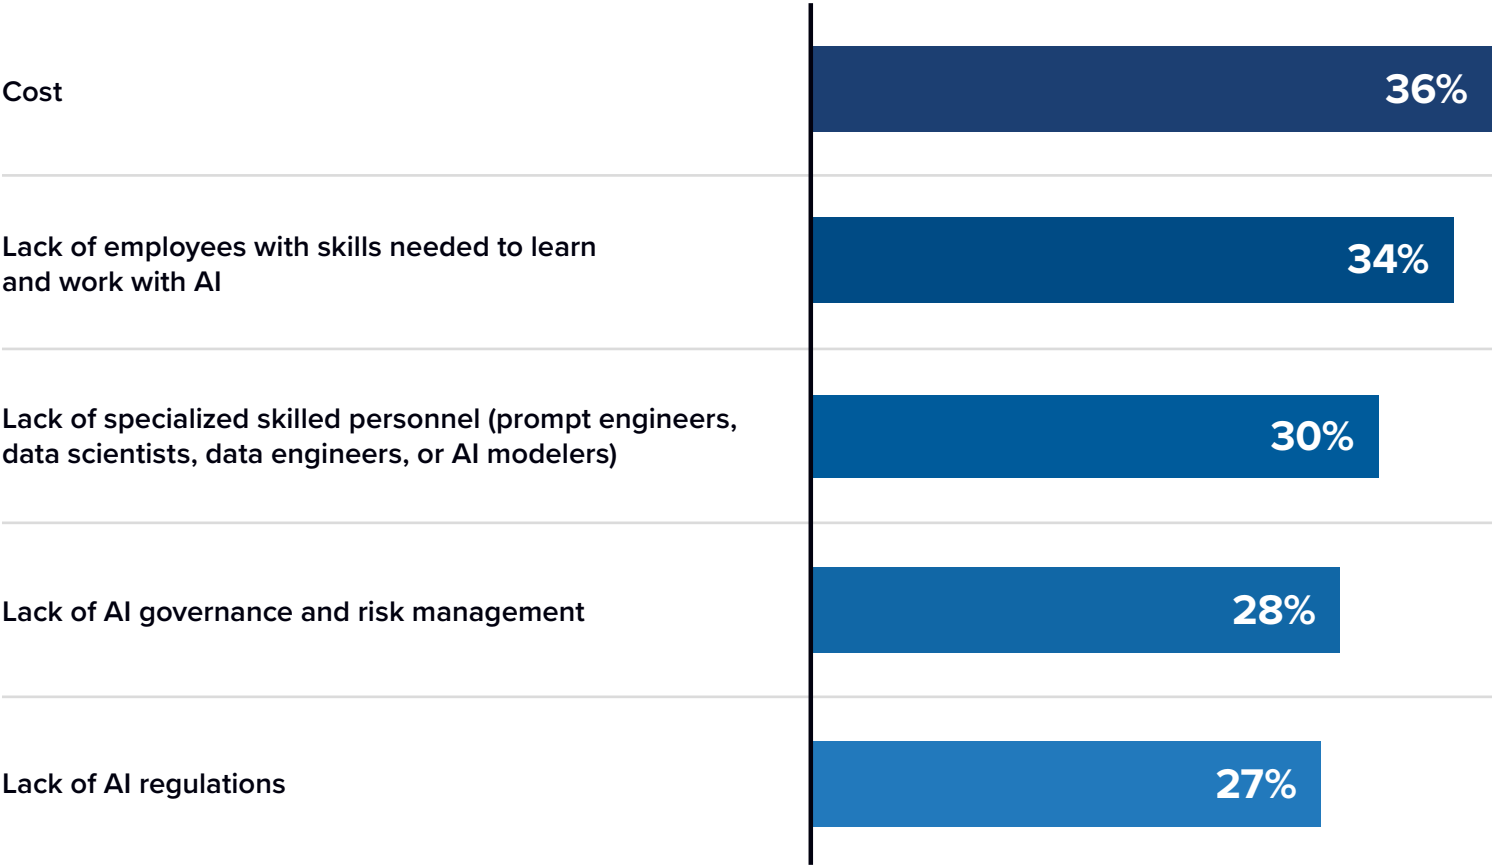 Cost
36%
Lack of employees with skills needed to learn
and work with AI
34%
Lack of specialized skilled personnel (prompt engineers,
data scientists, data engineers, or AI modelers)
30%
Lack of AI governance and risk management
28%
Lack of AI regulations
27%